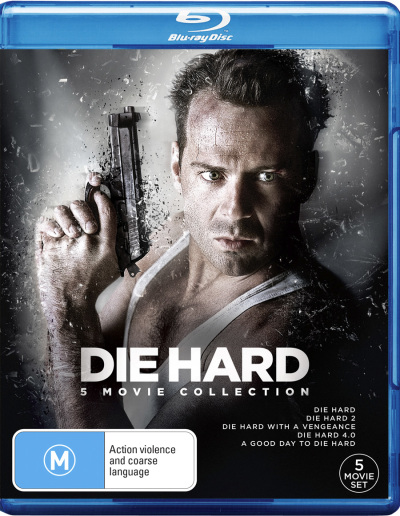 Blu-ray Disc
DIE HARD
5 MOVIE COLLECTION
DIE HARD
DIE HARD 2
DIE HARD WITH A VENGEANCE
DIE HARD 4.0
A GOOD DAY TO DIE HARD
M
Action violence
and coarse
language
5
MOVIE
SET